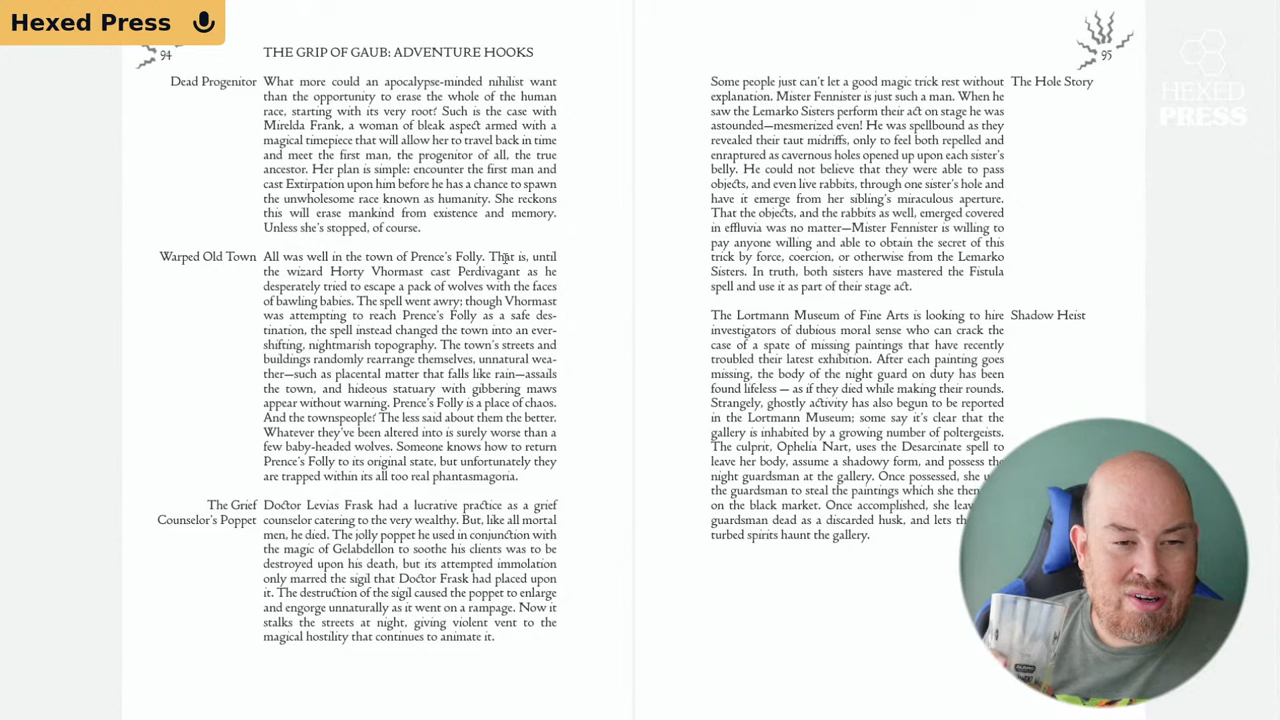 Hexed Press
94
THE GRIP OF GAUB: ADVENTURE HOOKS
Dead Progenitor
What more could an apocalypse-minded nihilist want
than the opportunity to erase the whole of the human
race, starting with its very root? Such is the case with
Mirelda Frank, a woman of bleak aspect armed with a
magical timepiece that will allow her to travel back in time
and meet the first man, the progenitor of all, the true
ancestor. Her plan is simple: encounter the first man and
cast Extirpation upon him before he has a chance to spawn
the unwholesome race known as humanity. She reckons
this will erase mankind from existence and memory.
Unless she's stopped, of course.
Warped Old Town
All was well in the town of Prence's Folly. That is, until
the wizard Horty Vhormast cast Perdivagant as he
desperately tried to escape a pack of wolves with the faces
of bawling babies. The spell went awry; though Vhormast
was attempting to reach Prence's Folly as a safe des-
tination, the spell instead changed the town into an ever-
shifting, nightmarish topography. The town's streets and
buildings randomly rearrange themselves, unnatural wea-
ther—such as placental matter that falls like rain—assails
the town, and hideous statuary with gibbering maws
appear without warning. Prence's Folly is a place of chaos.
And the townspeople? The less said about them the better.
Whatever they've been altered into is surely worse than a
few baby-headed wolves. Someone knows how to return
Prence's Folly to its original state, but unfortunately they
are trapped within its all too real phantasmagoria.
The Grief
Counselor's Poppet
Doctor Levias Frask had a lucrative practice as a grief
counselor catering to the very wealthy. But, like all mortal
men, he died. The jolly poppet he used in conjunction with
the magic of Gelabdellon to soothe his clients was to be
destroyed upon his death, but its attempted immolation
only marred the sigil that Doctor Frask had placed upon
it. The destruction of the sigil caused the poppet to enlarge
and engorge unnaturally as it went on a rampage. Now it
stalks the streets at night, giving violent vent to the
magical hostility that continues to animate it.
95
The Hole Story
Some people just can't let a good magic trick rest without
explanation. Mister Fennister is just such a man. When he
saw the Lemarko Sisters perform their act on stage he was
astounded—mesmerized even! He was spellbound as they
revealed their taut midriffs, only to feel both repelled and
enraptured as cavernous holes opened up upon each sister's
belly. He could not believe that they were able to pass
objects, and even live rabbits, through one sister's hole and
have it emerge from her sibling's miraculous aperture.
That the objects, and the rabbits as well, emerged covered
in effluvia was no matter—Mister Fennister is willing to
pay anyone willing and able to obtain the secret of this
trick by force, coercion, or otherwise from the Lemarko
Sisters. In truth, both sisters have mastered the Fistula
spell and use it as part of their stage act.
Shadow Heist
The Lortmann Museum of Fine Arts is looking to hire
investigators of dubious moral sense who can crack the
case of a spate of missing paintings that have recently
troubled their latest exhibition. After each painting goes
missing, the body of the night guard on duty has been
found lifeless — as if they died while making their rounds.
Strangely, ghostly activity has also begun to be reported
in the Lortmann Museum; some say it's clear that the
gallery is inhabited by a growing number of poltergeists.
The culprit, Ophelia Nart, uses the Desarcinate spell to
leave her body, assume a shadowy form, and possess the
night guardsman at the gallery. Once possessed, she
the guardsman to steal the paintings which she then
on the black market. Once accomplished, she
guardsman dead as a discarded husk, and lets
turbed spirits haunt the gallery.
HEXED
PRESS